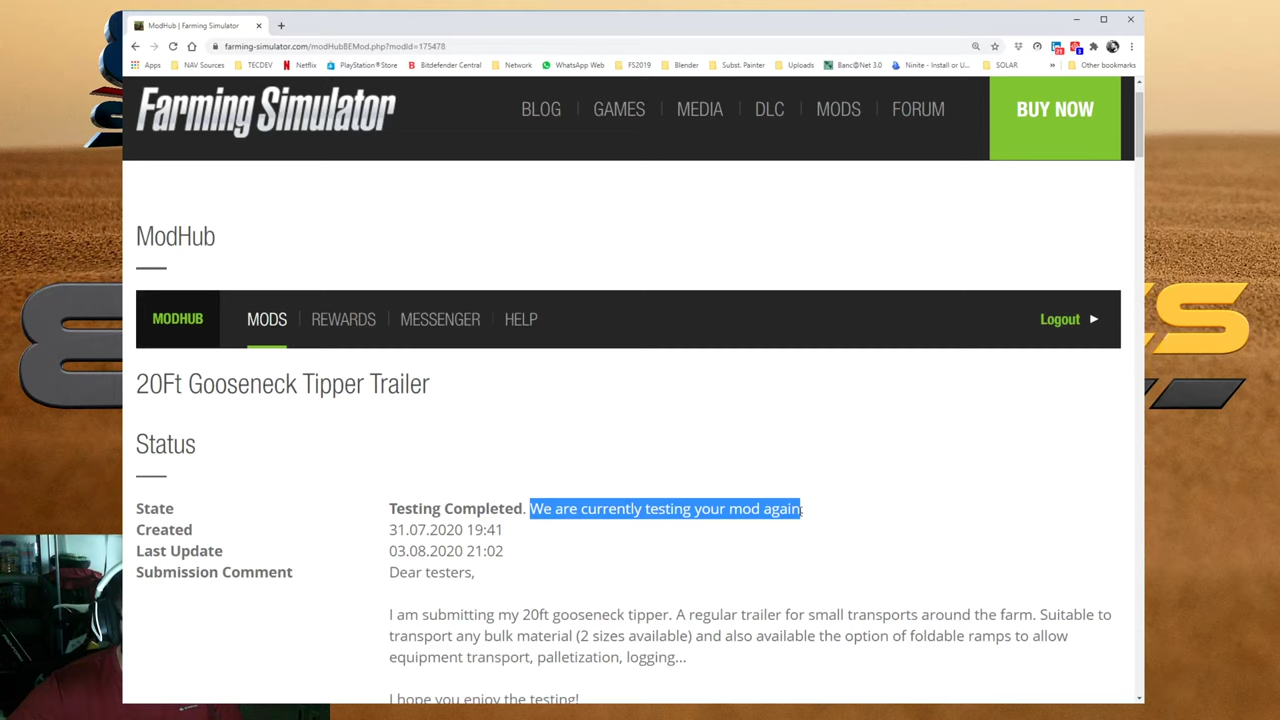 ModHub | Farming Simulator
farming-simulator.com/modHubBEMod.php?modId=175478
Apps NAV Sources TECDEV Netflix PlayStation®Store Bitdefender Central Network WhatsApp Web FS2019 Blender Subst. Painter Uploads Banc@Net 3.0 Ninite - Install or U... SOLAR » Other bookmarks
Farming Simulator BLOG GAMES MEDIA DLC MODS FORUM BUY NOW
ModHub
MODHUB MODS REWARDS MESSENGER HELP Logout
20Ft Gooseneck Tipper Trailer
Status
State Testing Completed. We are currently testing your mod again.
Created 31.07.2020 19:41
Last Update 03.08.2020 21:02
Submission Comment Dear testers,
I am submitting my 20ft gooseneck tipper. A regular trailer for small transports around the farm. Suitable to
transport any bulk material (2 sizes available) and also available the option of foldable ramps to allow
equipment transport, palletization, logging...
I hope you enjoy the testing!